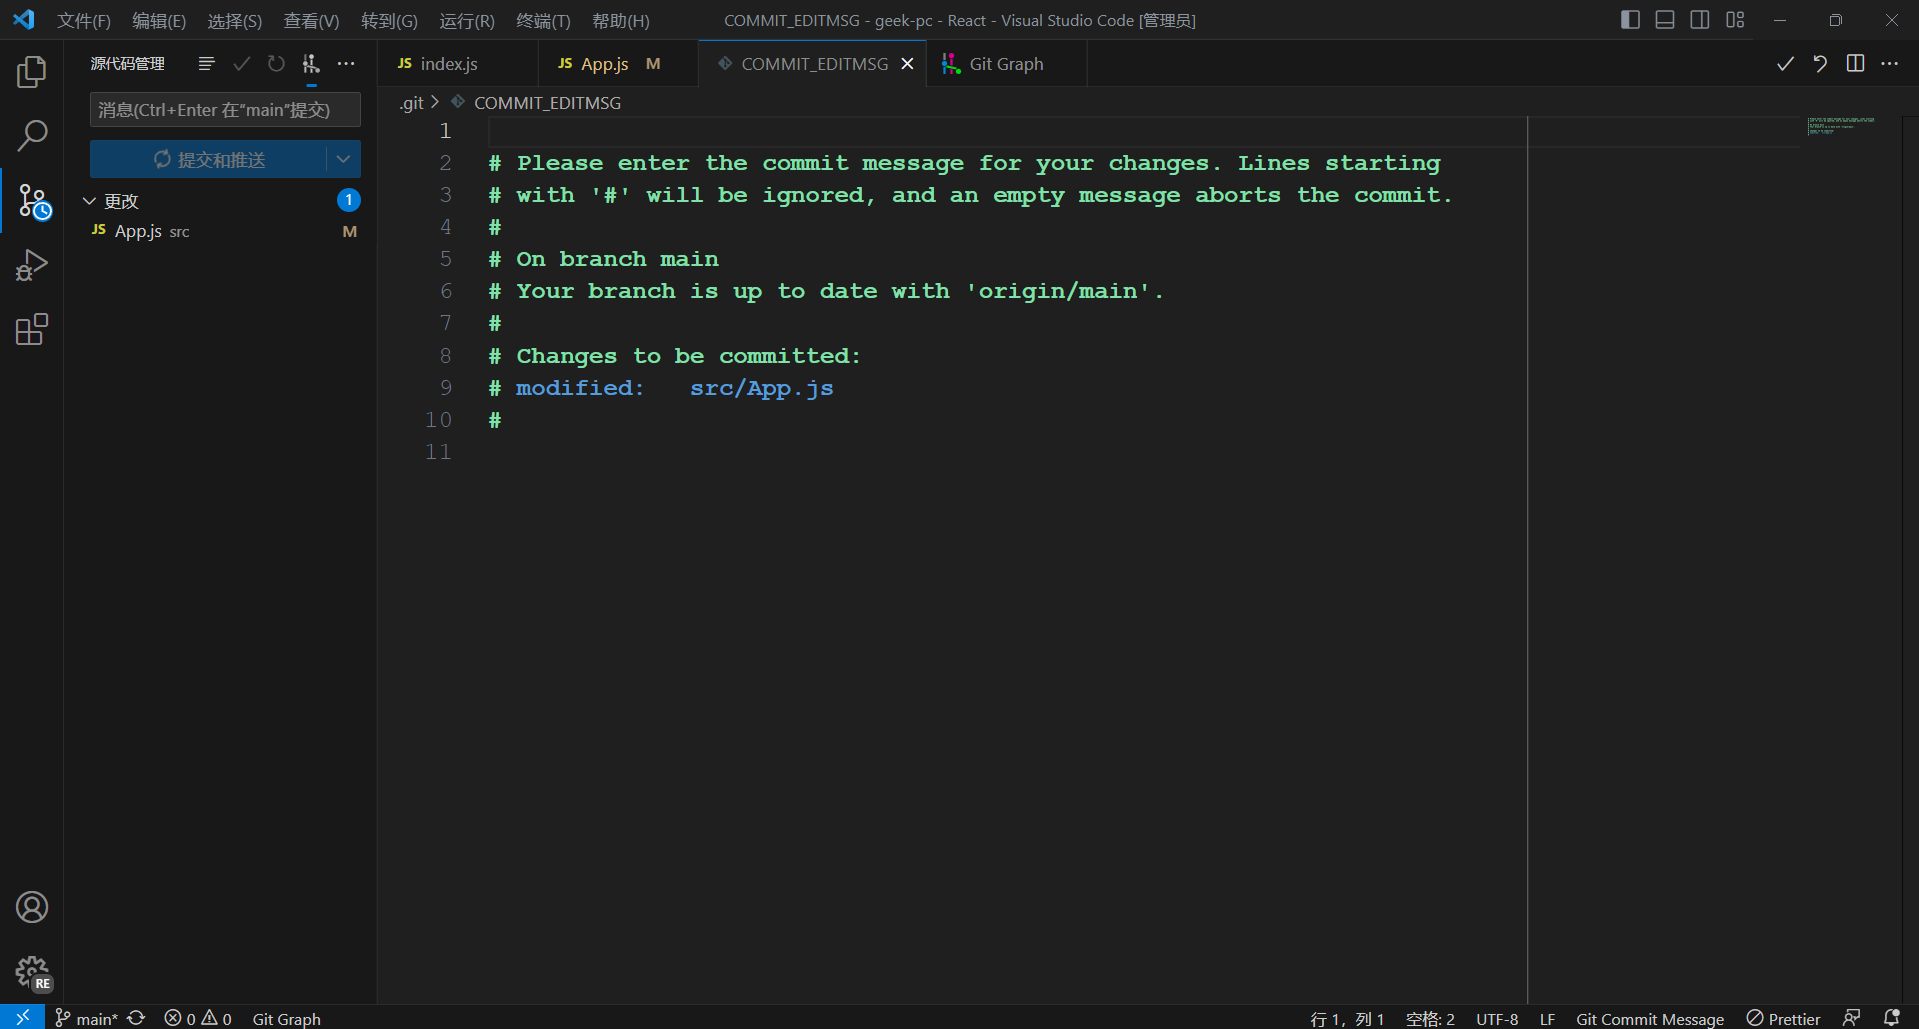 文件(F) 编辑(E) 选择(S) 查看(V) 转到(G) 运行(R) 终端(T) 帮助(H) COMMIT_EDITMSG - geek-pc - React - Visual Studio Code [管理员]
源代码管理
JS index.js
JS App.js M
COMMIT_EDITMSG
Git Graph
消息(Ctrl+Enter 在"main"提交)
提交和推送
更改 1
JS App.js src M
.git > COMMIT_EDITMSG
1
2 # Please enter the commit message for your changes. Lines starting
3 # with '#' will be ignored, and an empty message aborts the commit.
4 #
5 # On branch main
6 # Your branch is up to date with 'origin/main'.
7 #
8 # Changes to be committed:
9 # modified:   src/App.js
10 #
11
RE
main* 0 0 Git Graph 行 1，列 1 空格: 2 UTF-8 LF Git Commit Message Prettier